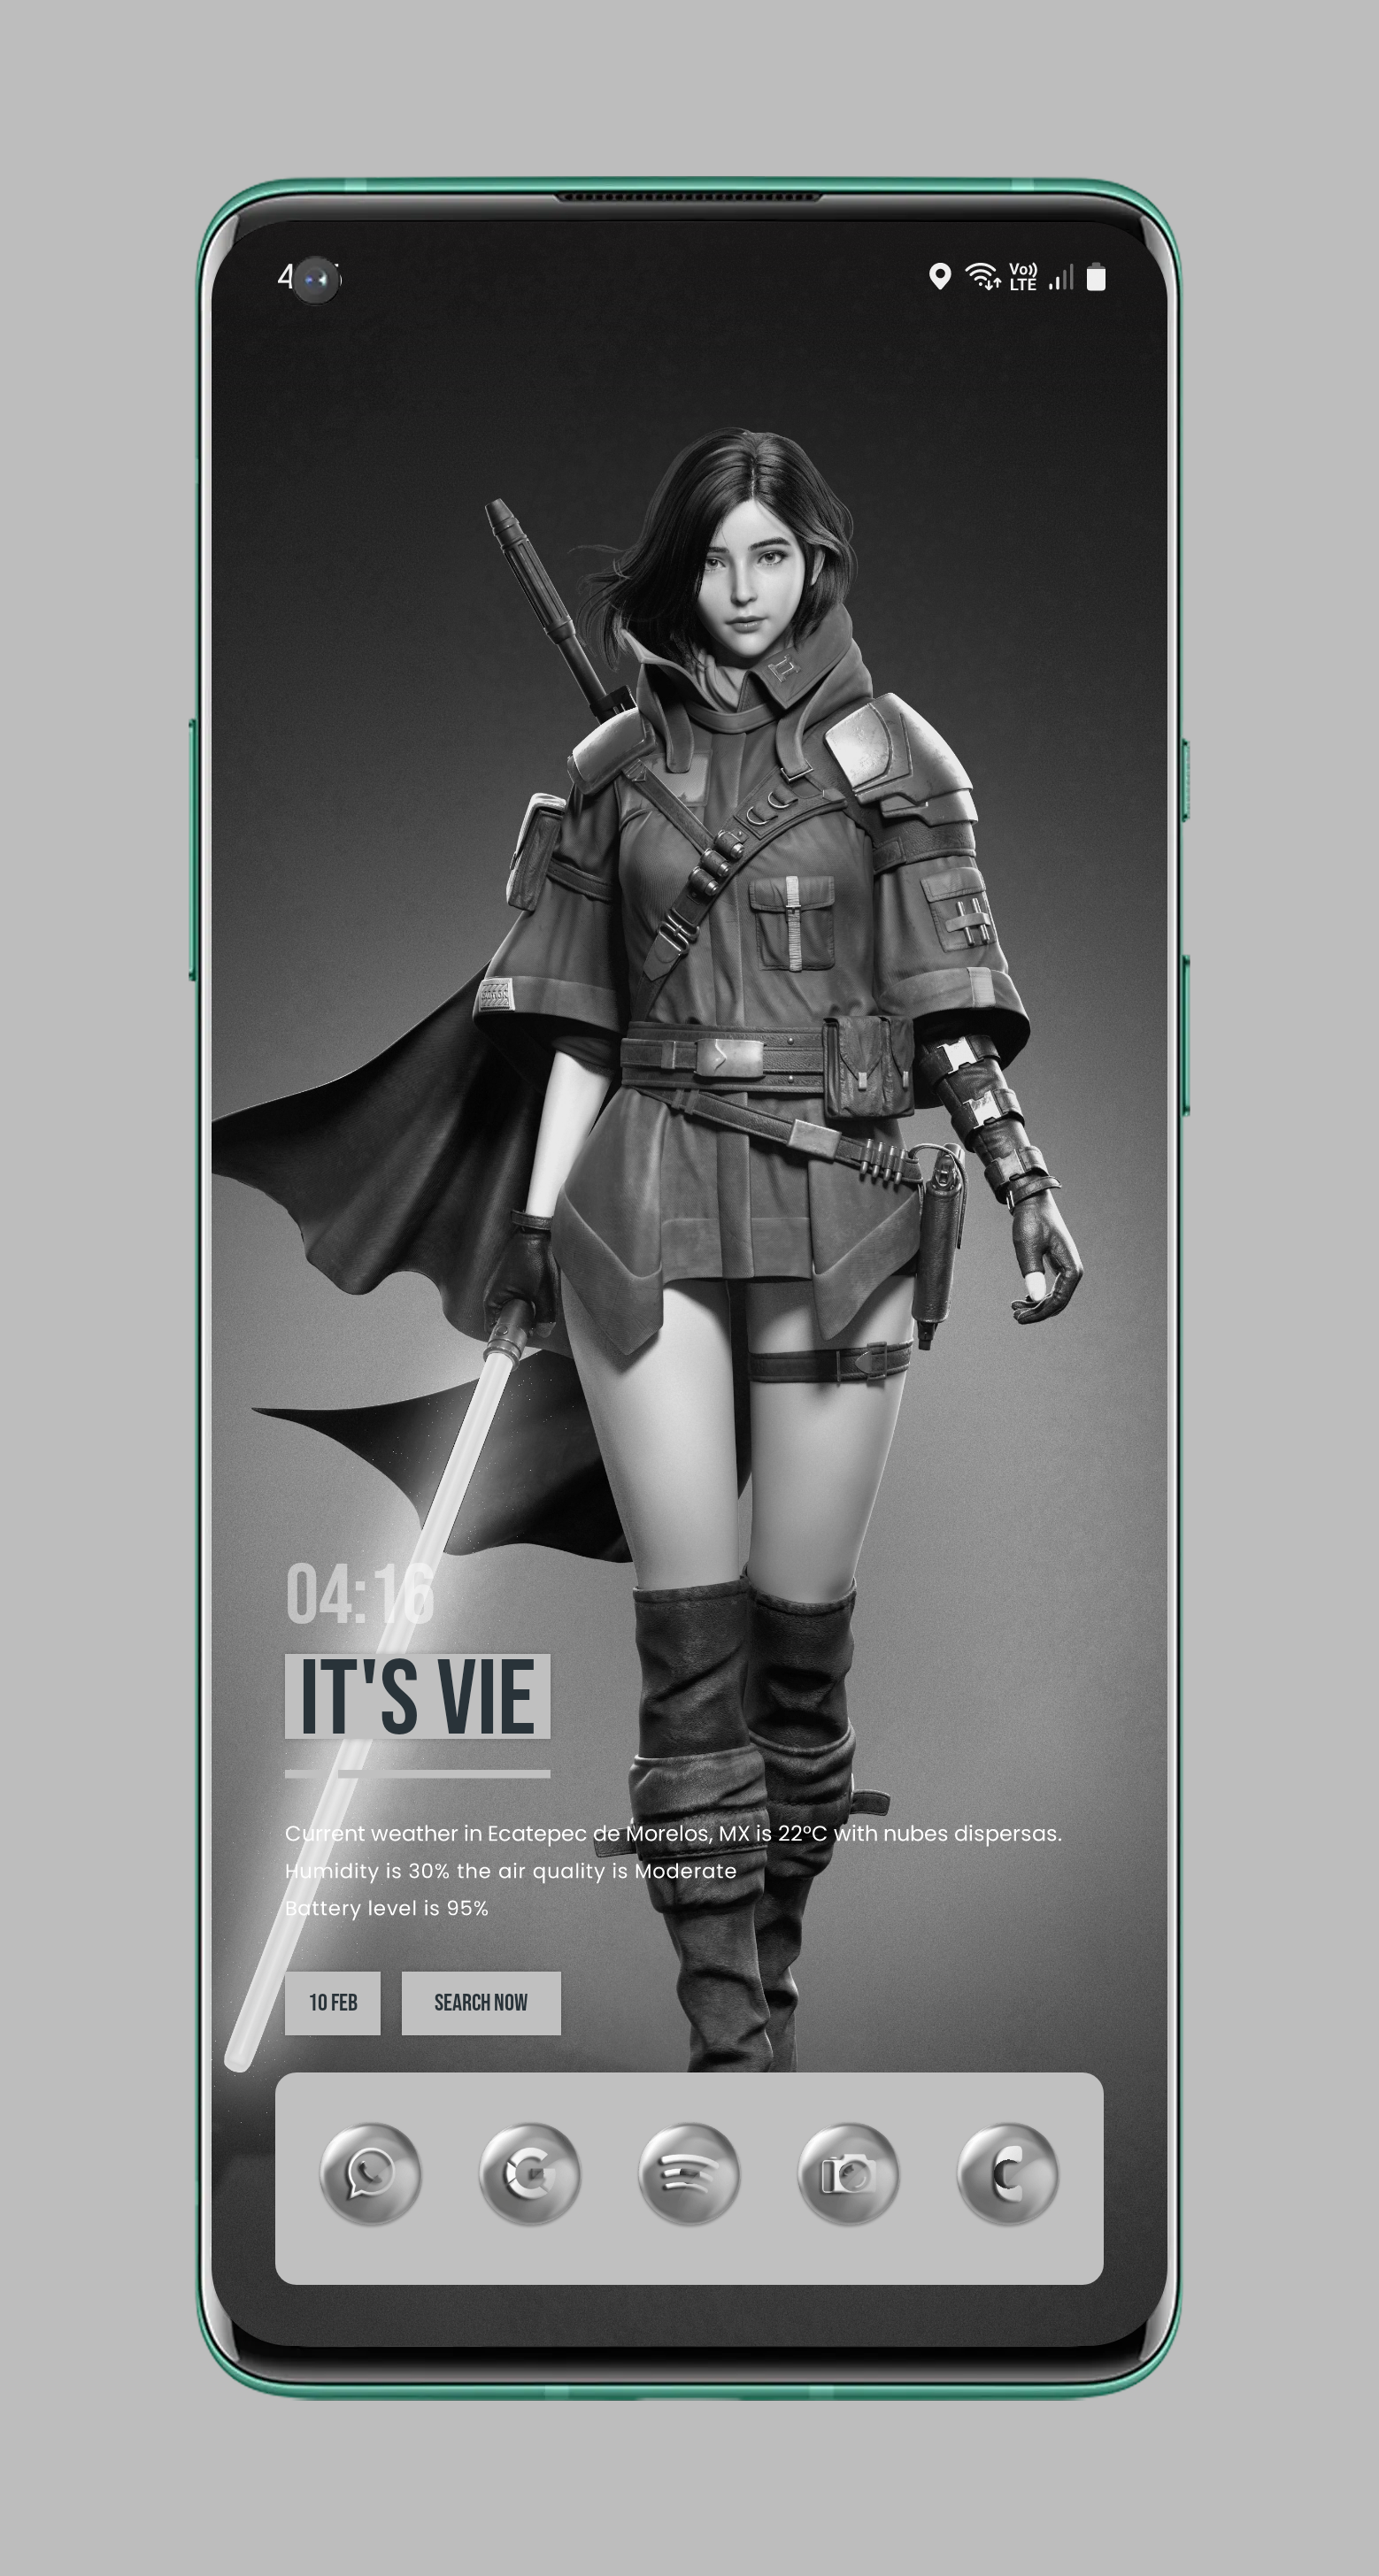 Vo))
LTE
04:16
IT'S VIE
Current weather in Ecatepec de Morelos, MX is 22°C with nubes dispersas.
Humidity is 30% the air quality is Moderate
Battery level is 95%
10 FEB
SEARCH NOW